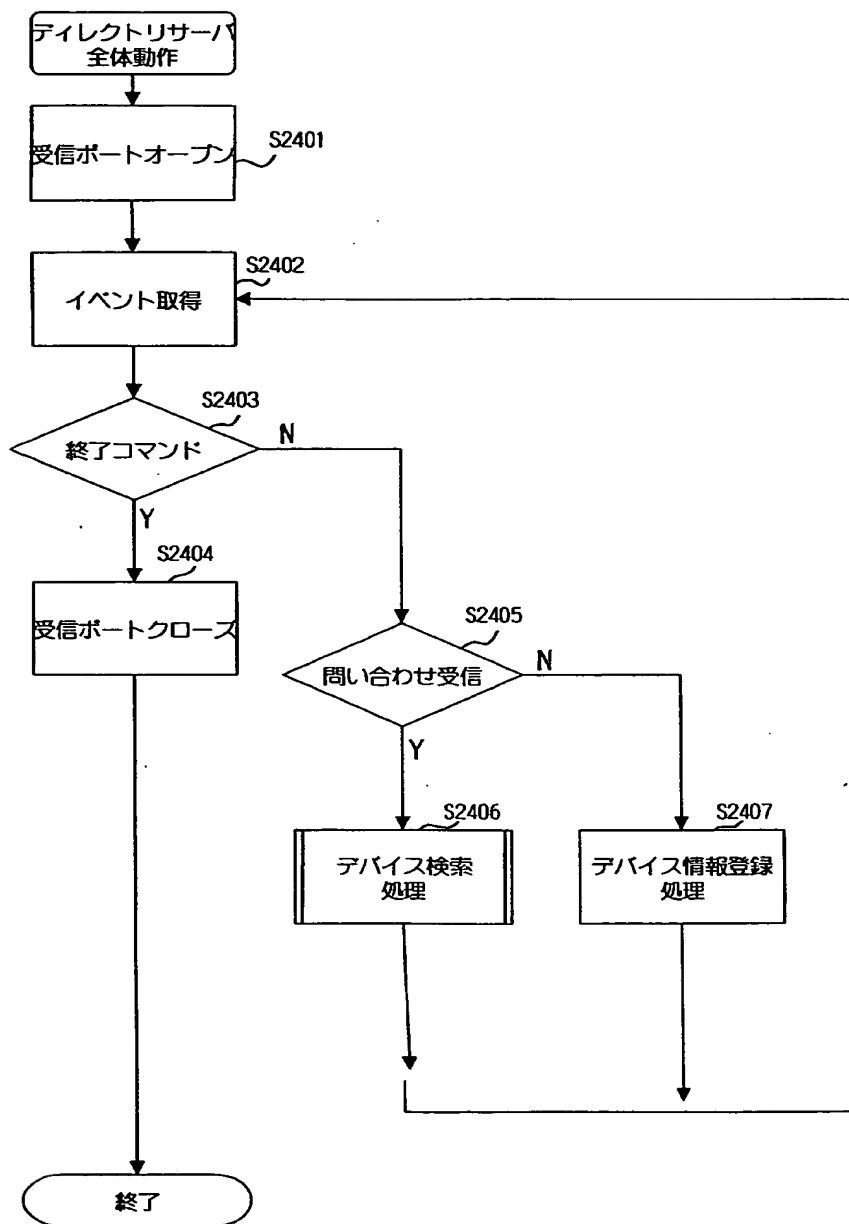 ディレクトリサーバ
全体動作
受信ポートオープン
S2401
イベント取得
S2402
終了コマンド
S2403
N
Y
受信ポートクローズ
S2404
問い合わせ受信
S2405
N
Y
デバイス検索
処理
S2406
デバイス情報登録
処理
S2407
終了